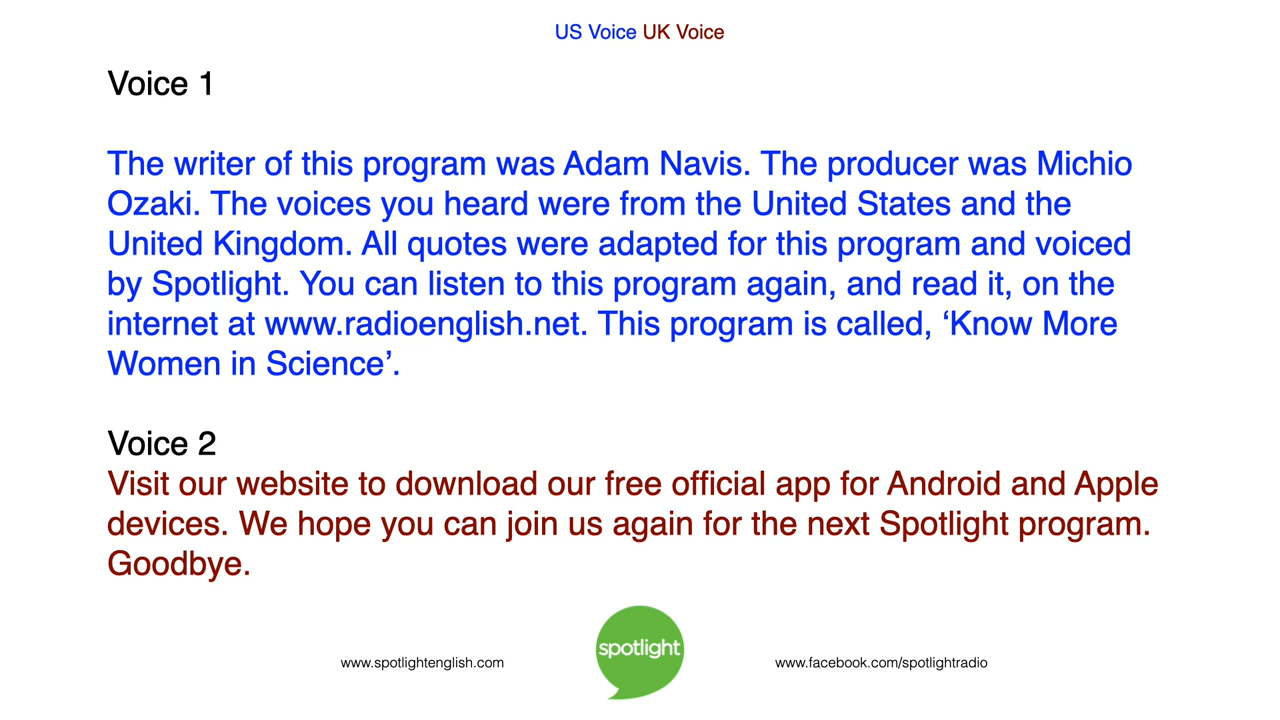 US Voice UK Voice
Voice 1
The writer of this program was Adam Navis. The producer was Michio
Ozaki. The voices you heard were from the United States and the
United Kingdom. All quotes were adapted for this program and voiced
by Spotlight. You can listen to this program again, and read it, on the
internet at www.radioenglish.net. This program is called, ‘Know More
Women in Science’.
Voice 2
Visit our website to download our free official app for Android and Apple
devices. We hope you can join us again for the next Spotlight program.
Goodbye.
spotlight
www.spotlightenglish.com
www.facebook.com/spotlightradio